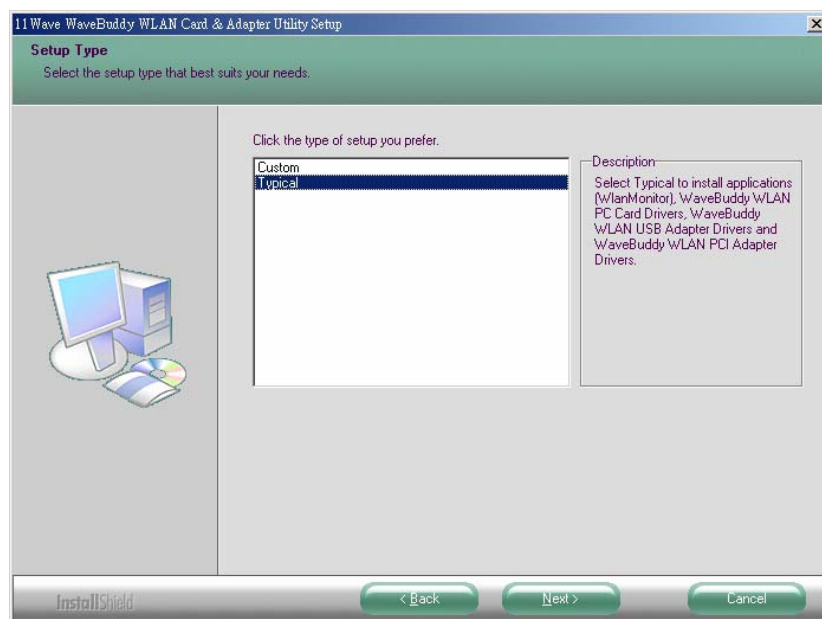 11Wave WaveBuddy WLAN Card & Adapter Utility Setup
Setup Type
Select the setup type that best suits your needs.
Click the type of setup you prefer.
Custom
Typical
Description
Select Typical to install applications
(WlanMonitor), WaveBuddy WLAN
PC Card Drivers, WaveBuddy
WLAN USB Adapter Drivers and
WaveBuddy WLAN PCI Adapter
Drivers.
InstallShield
< Back
Next >
Cancel